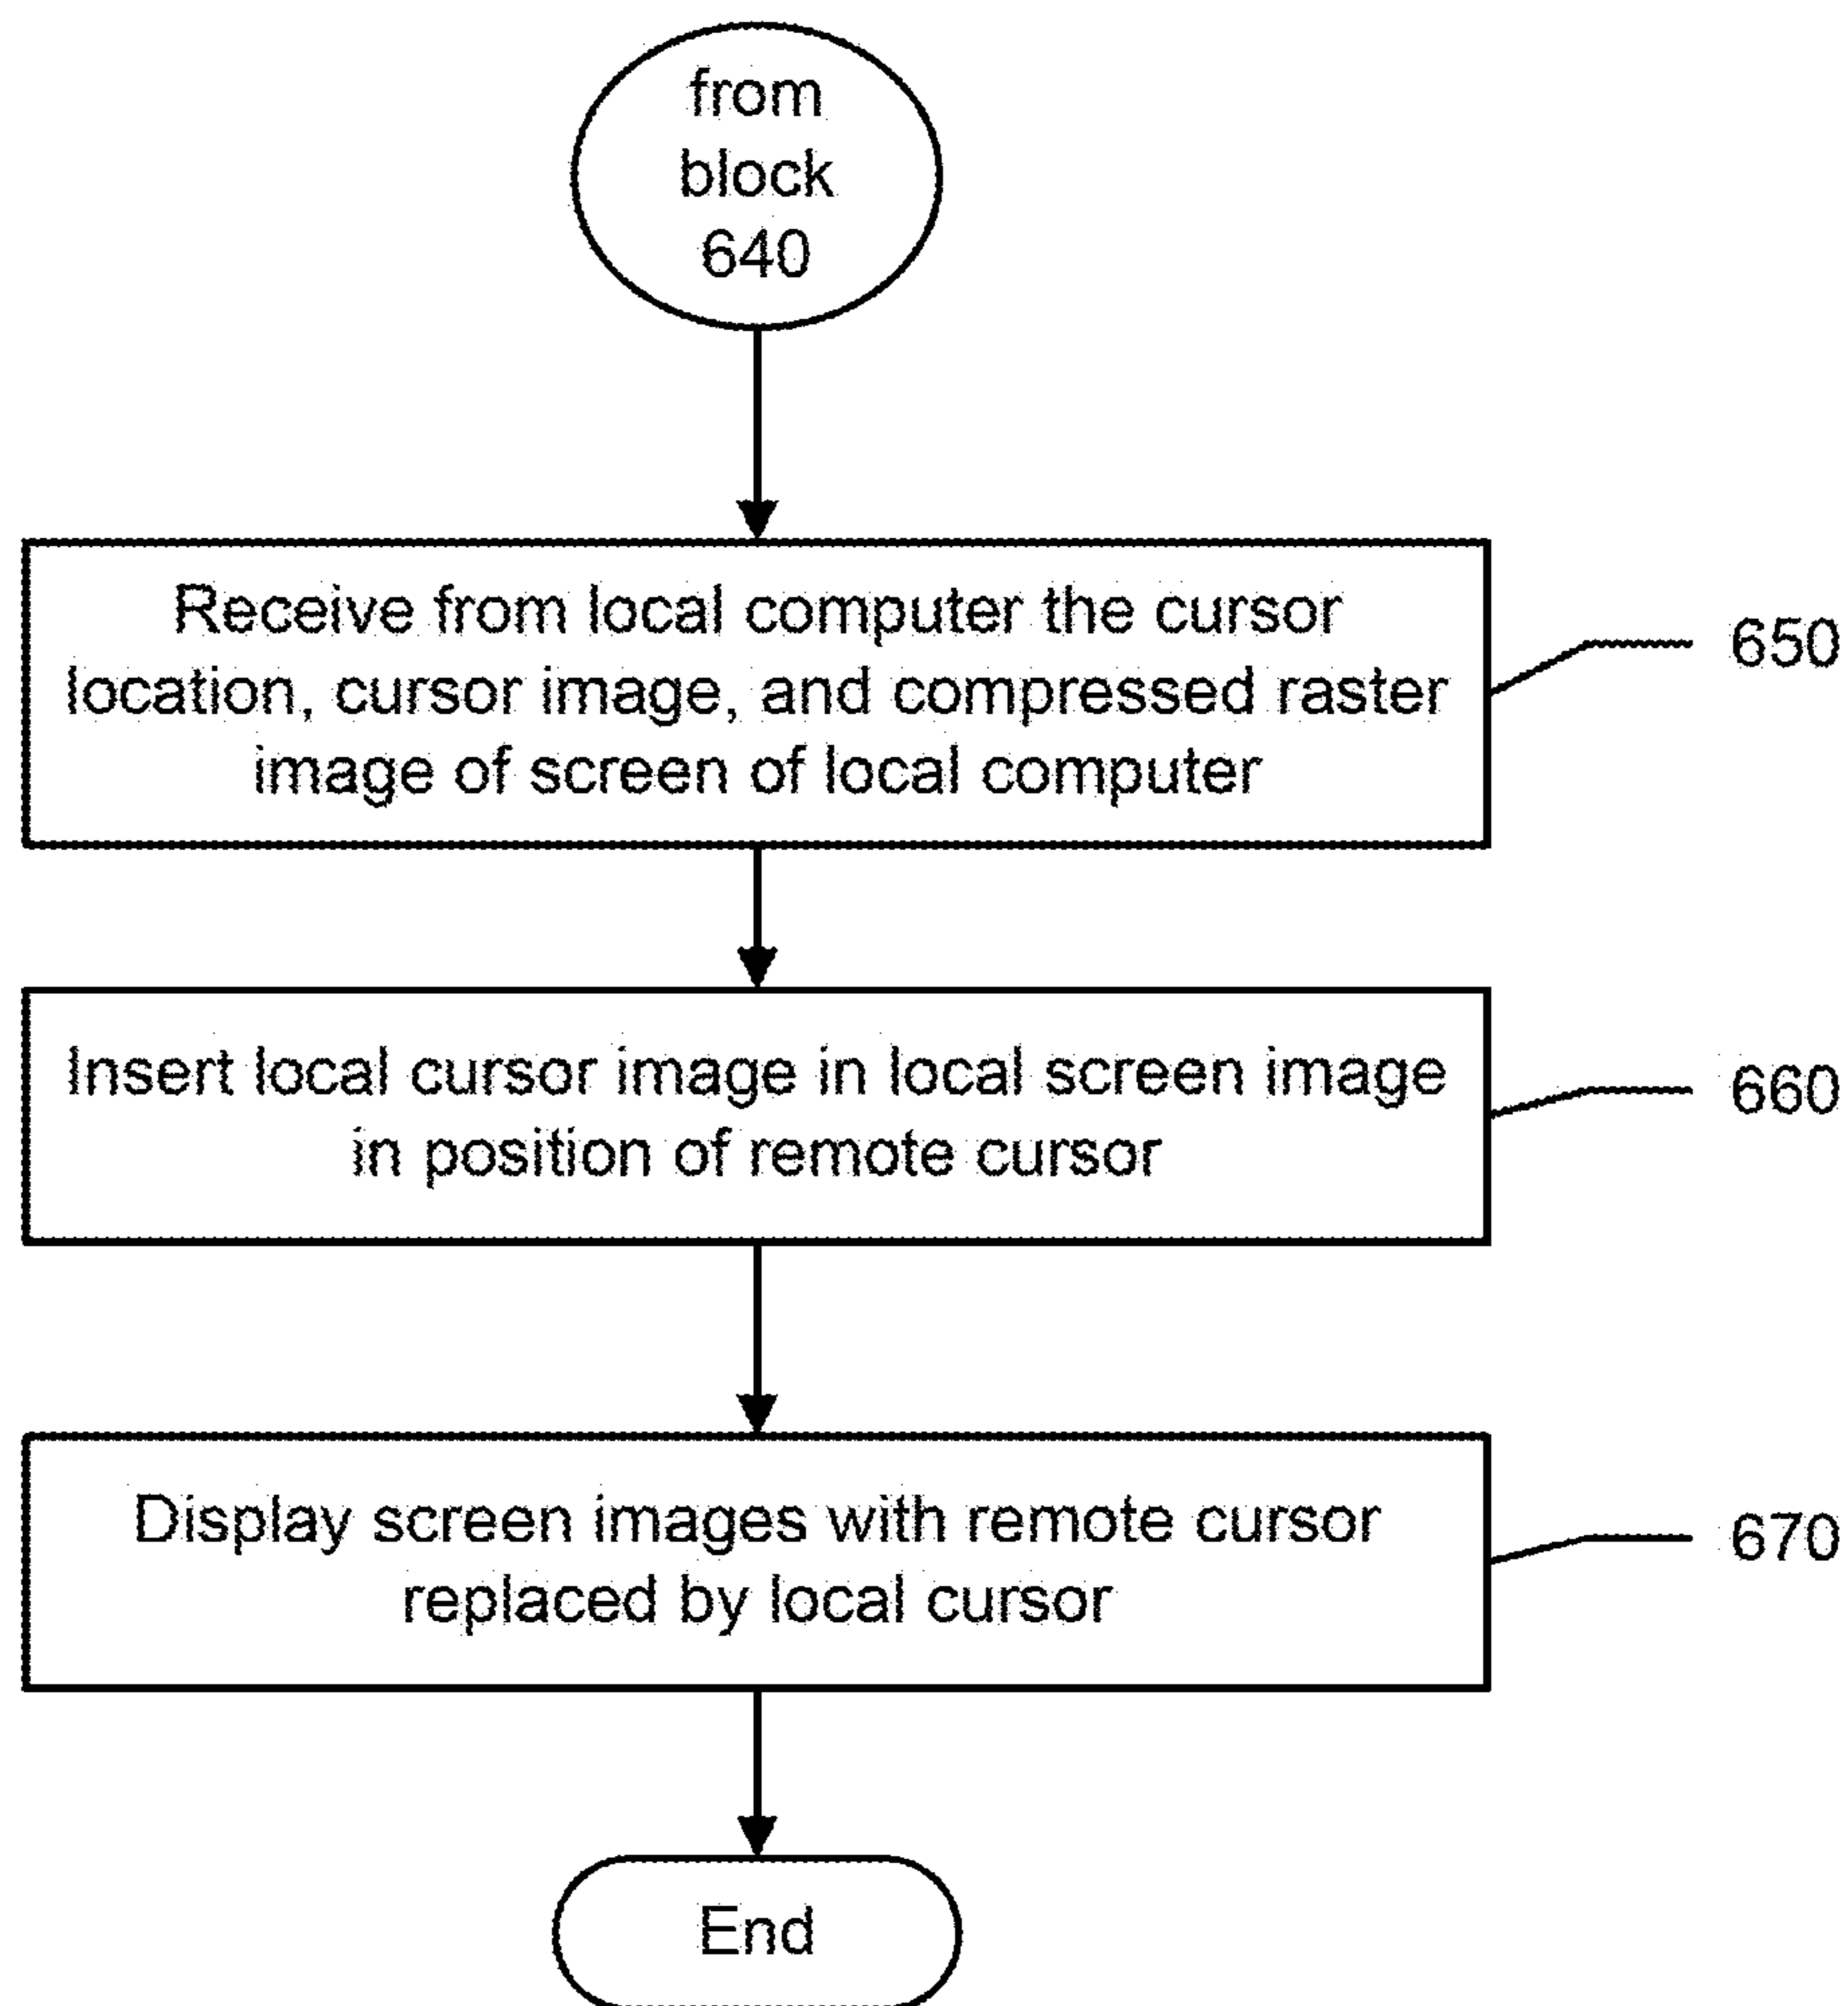 from
block
640
Receive from local computer the cursor
location, cursor image, and compressed raster
image of screen of local computer
650
Insert local cursor image in local screen image
in position of remote cursor
660
Display screen images with remote cursor
replaced by local cursor
670
End